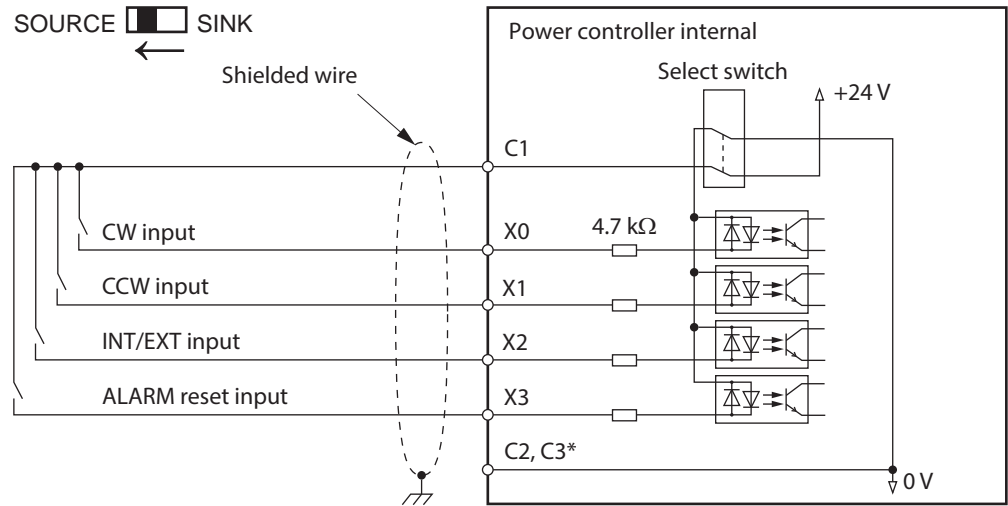 SOURCE SINK
Power controller internal
Shielded wire
Select switch
+24 V
C1
CW input
X0
4.7 kΩ
CCW input
X1
INT/EXT input
X2
ALARM reset input
X3
C2, C3*
0 V